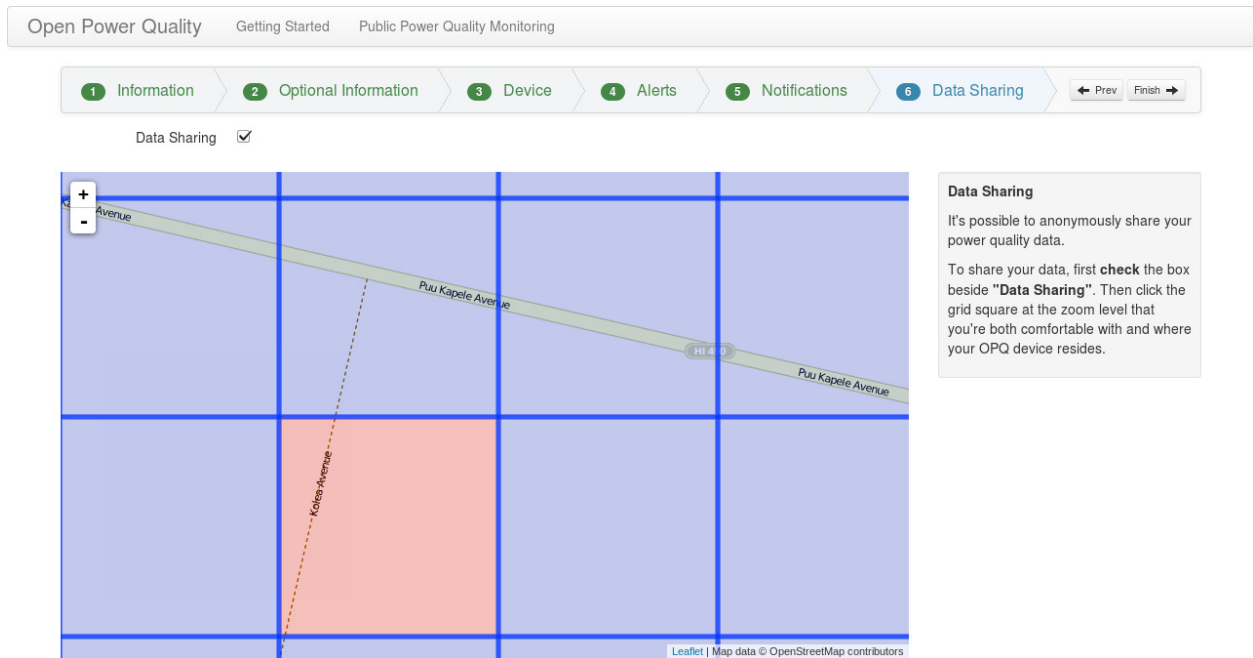 Open Power Quality Getting Started Public Power Quality Monitoring
1 Information 2 Optional Information 3 Device 4 Alerts 5 Notifications 6 Data Sharing Prev Finish
Data Sharing
+
-
Avenue
Puu Kapele Avenue
HI 4 0
Puu Kapele Avenue
Kolea Avenue
Leaflet | Map data © OpenStreetMap contributors
Data Sharing
It's possible to anonymously share your
power quality data.
To share your data, first check the box
beside "Data Sharing". Then click the
grid square at the zoom level that
you're both comfortable with and where
your OPQ device resides.